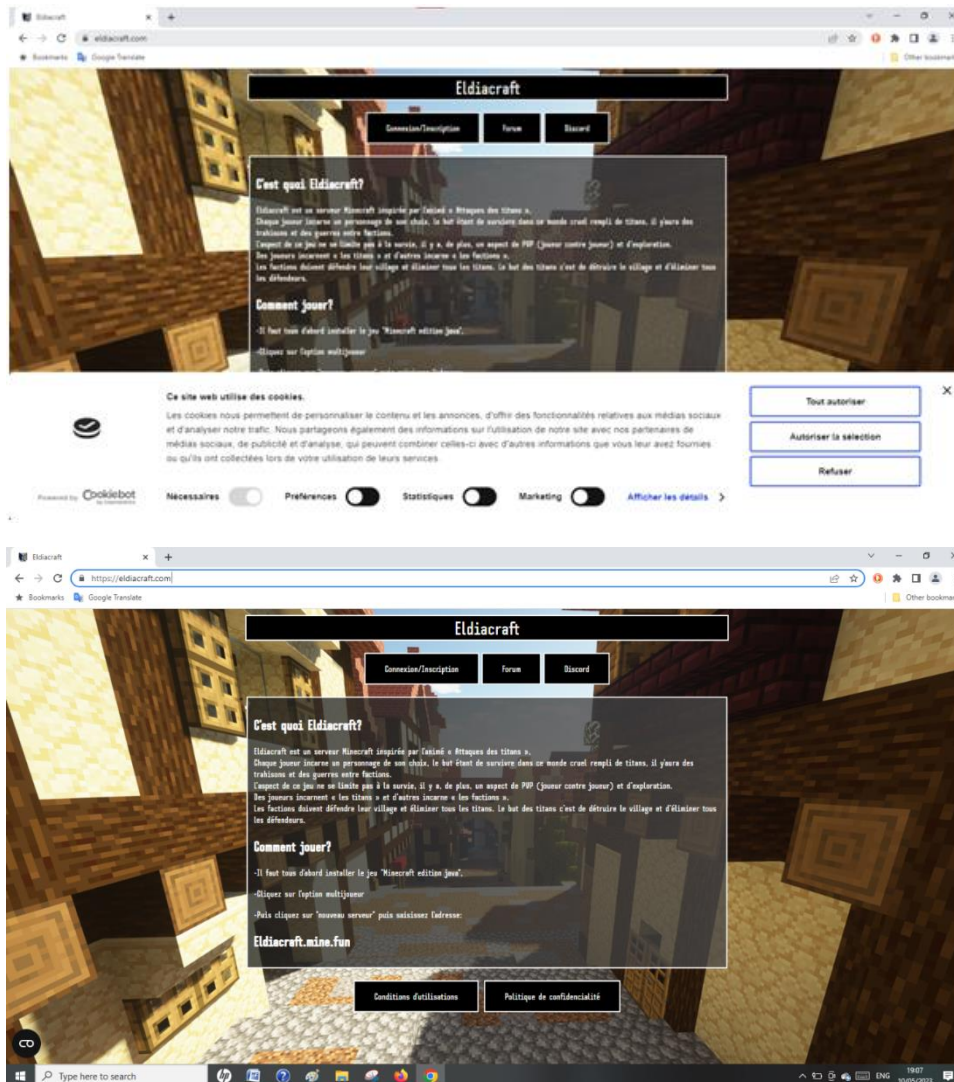 Eldiacraft
eldiacraft.com
Bookmarks Google Translate
Other bookmark
Eldiacraft
Connexion/Inscription Forum Discord
C'est quoi Eldiacraft?
Eldiacraft est un serveur Minecraft inspirée par l'animé « Attaques des titans ».
Chaque joueur incarne un personnage de son choix, le but étant de survivre dans ce monde cruel rempli de titans, il y'aura des
trahisons et des guerres entre factions.
L'aspect de ce jeu ne se limite pas à la survie, il y a, de plus, un aspect de PVP (joueur contre joueur) et d'exploration.
Des joueurs incarnent « les titans » et d'autres incarne « les factions ».
Les factions doivent défendre leur village et éliminer tous les titans. Le but des titans c'est de détruire le village et d'éliminer tous
les défendeurs.
Comment jouer?
-Il faut tous d'abord installer le jeu "Minecraft edition java".
-Cliquez sur l'option multijoueur
Ce site web utilise des cookies.
Les cookies nous permettent de personnaliser le contenu et les annonces, d'offrir des fonctionnalités relatives aux médias sociaux
et d'analyser notre trafic. Nous partageons également des informations sur l'utilisation de notre site avec nos partenaires de
médias sociaux, de publicité et d'analyse, qui peuvent combiner celles-ci avec d'autres informations que vous leur avez fournies
ou qu'ils ont collectées lors de votre utilisation de leurs services.
Tout autoriser
Autoriser la sélection
Refuser
Powered by Cookiebot
Nécessaires Préférences Statistiques Marketing Afficher les détails
Eldiacraft
https://eldiacraft.com
Bookmarks Google Translate
Other bookmar
Eldiacraft
Connexion/Inscription Forum Discord
C'est quoi Eldiacraft?
Eldiacraft est un serveur Minecraft inspirée par l'animé « Attaques des titans ».
Chaque joueur incarne un personnage de son choix, le but étant de survivre dans ce monde cruel rempli de titans, il y'aura des
trahisons et des guerres entre factions.
L'aspect de ce jeu ne se limite pas à la survie, il y a, de plus, un aspect de PVP (joueur contre joueur) et d'exploration.
Des joueurs incarnent « les titans » et d'autres incarne « les factions ».
Les factions doivent défendre leur village et éliminer tous les titans. Le but des titans c'est de détruire le village et d'éliminer tous
les défendeurs.
Comment jouer?
-Il faut tous d'abord installer le jeu "Minecraft edition java".
-Cliquez sur l'option multijoueur
-Puis cliquez sur "nouveau serveur" puis saisissez l'adresse:
Eldiacraft.mine.fun
Conditions d'utilisations Politique de confidencialité
Type here to search
ENG
19:07
10/05/2023